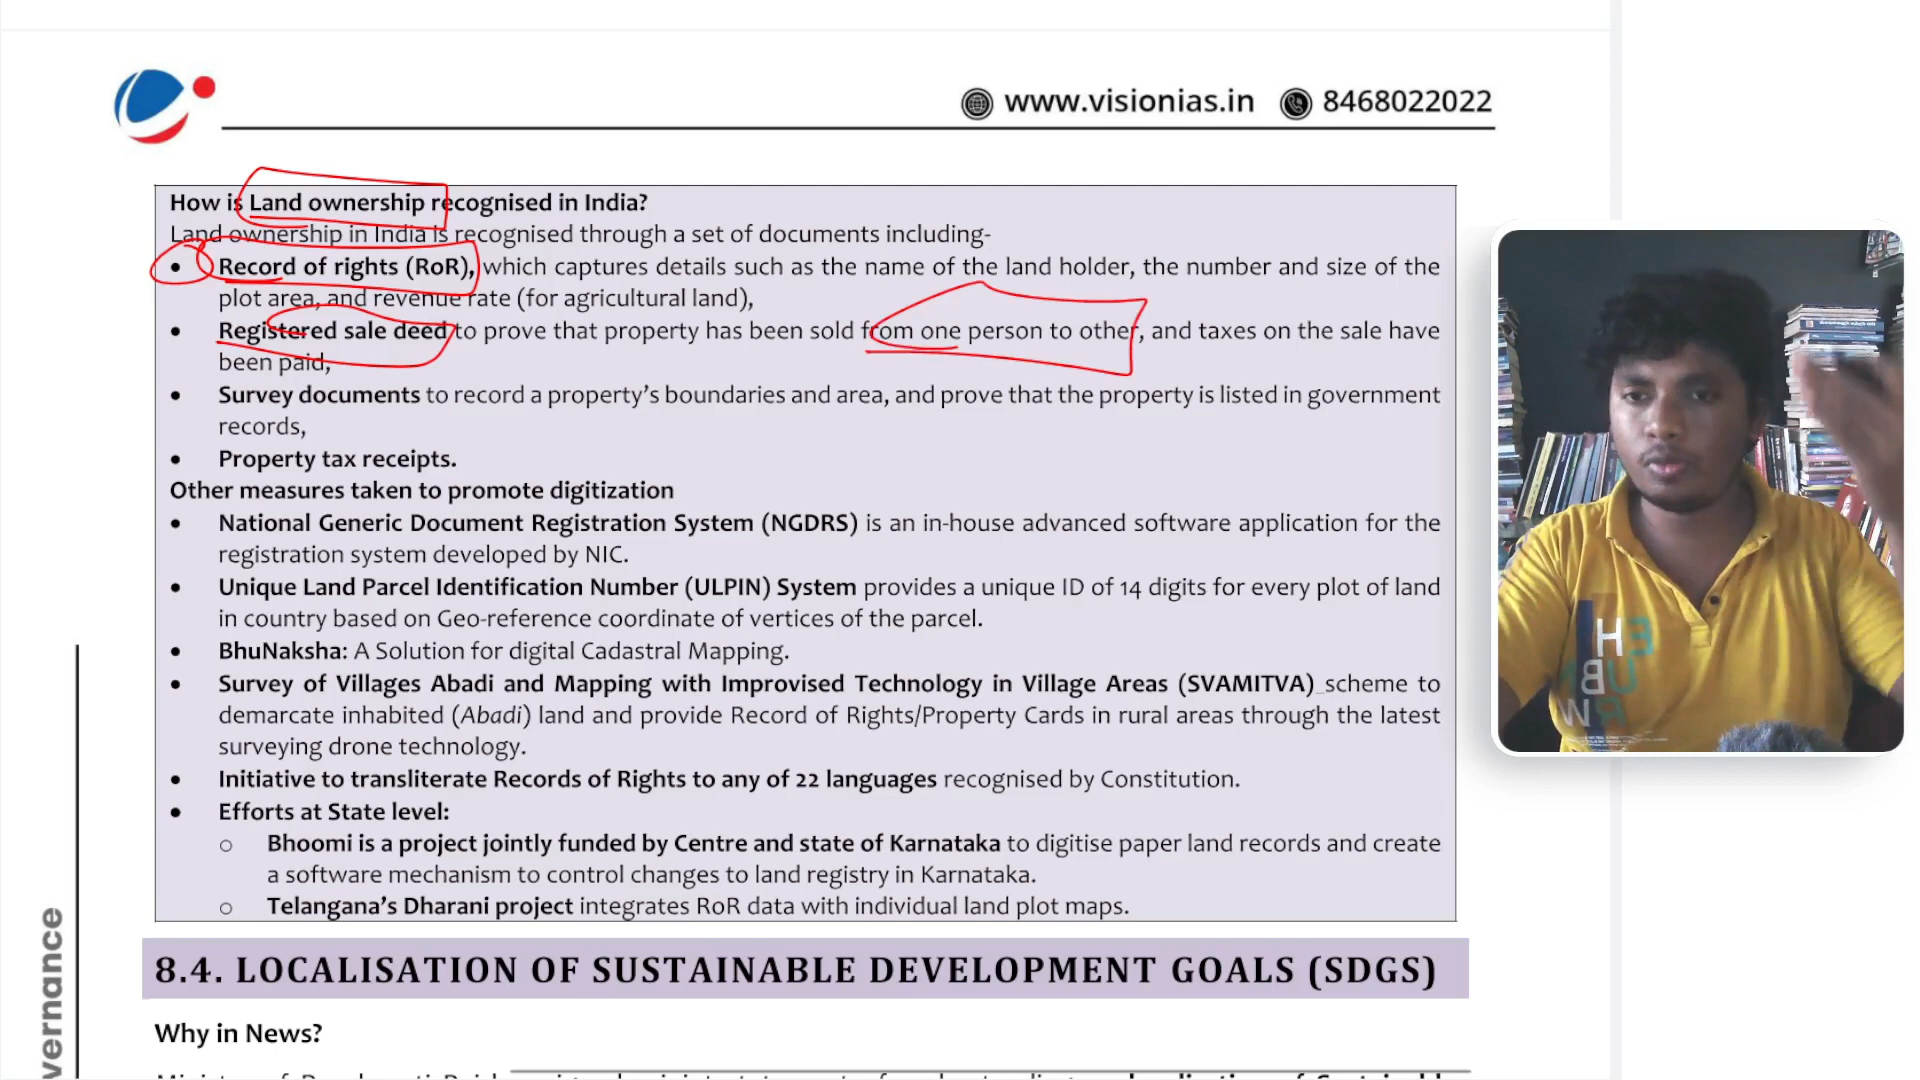 www.visionias.in 8468022022
How is Land ownership recognised in India?
Land ownership in India is recognised through a set of documents including-
• Record of rights (RoR), which captures details such as the name of the land holder, the number and size of the
plot area, and revenue rate (for agricultural land),
• Registered sale deed to prove that property has been sold from one person to other, and taxes on the sale have
been paid,
• Survey documents to record a property's boundaries and area, and prove that the property is listed in government
records,
• Property tax receipts.
Other measures taken to promote digitization
• National Generic Document Registration System (NGDRS) is an in-house advanced software application for the
registration system developed by NIC.
• Unique Land Parcel Identification Number (ULPIN) System provides a unique ID of 14 digits for every plot of land
in country based on Geo-reference coordinate of vertices of the parcel.
• BhuNaksha: A Solution for digital Cadastral Mapping.
• Survey of Villages Abadi and Mapping with Improvised Technology in Village Areas (SVAMITVA) scheme to
demarcate inhabited (Abadi) land and provide Record of Rights/Property Cards in rural areas through the latest
surveying drone technology.
• Initiative to transliterate Records of Rights to any of 22 languages recognised by Constitution.
• Efforts at State level:
o Bhoomi is a project jointly funded by Centre and state of Karnataka to digitise paper land records and create
a software mechanism to control changes to land registry in Karnataka.
o Telangana's Dharani project integrates RoR data with individual land plot maps.
8.4. LOCALISATION OF SUSTAINABLE DEVELOPMENT GOALS (SDGS)
Why in News?
vernance